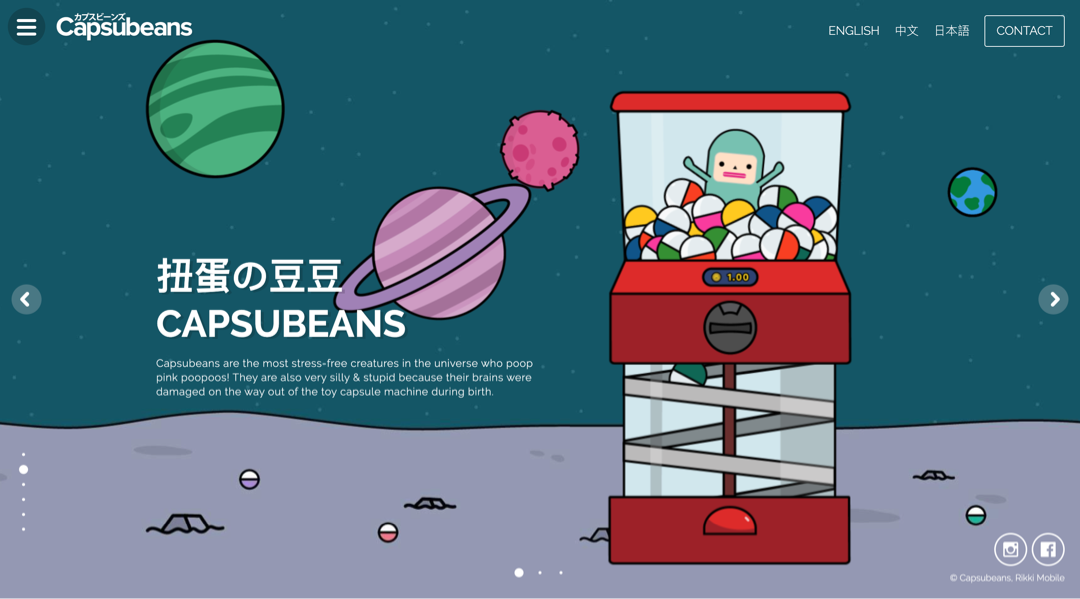 カプスビーンズ
Capsubeans
ENGLISH 中文 日本語 CONTACT
1.00
扭蛋の豆豆
CAPSUBEANS
Capsubeans are the most stress-free creatures in the universe who poop
pink poopoos! They are also very silly & stupid because their brains were
damaged on the way out of the toy capsule machine during birth.
© Capsubeans, Rikki Mobile